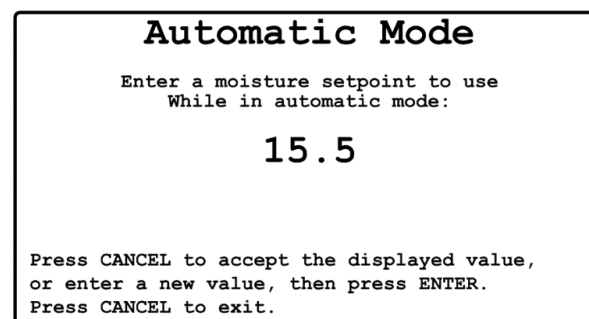 Automatic Mode
Enter a moisture setpoint to use
While in automatic mode:
15.5
Press CANCEL to accept the displayed value,
or enter a new value, then press ENTER.
Press CANCEL to exit.